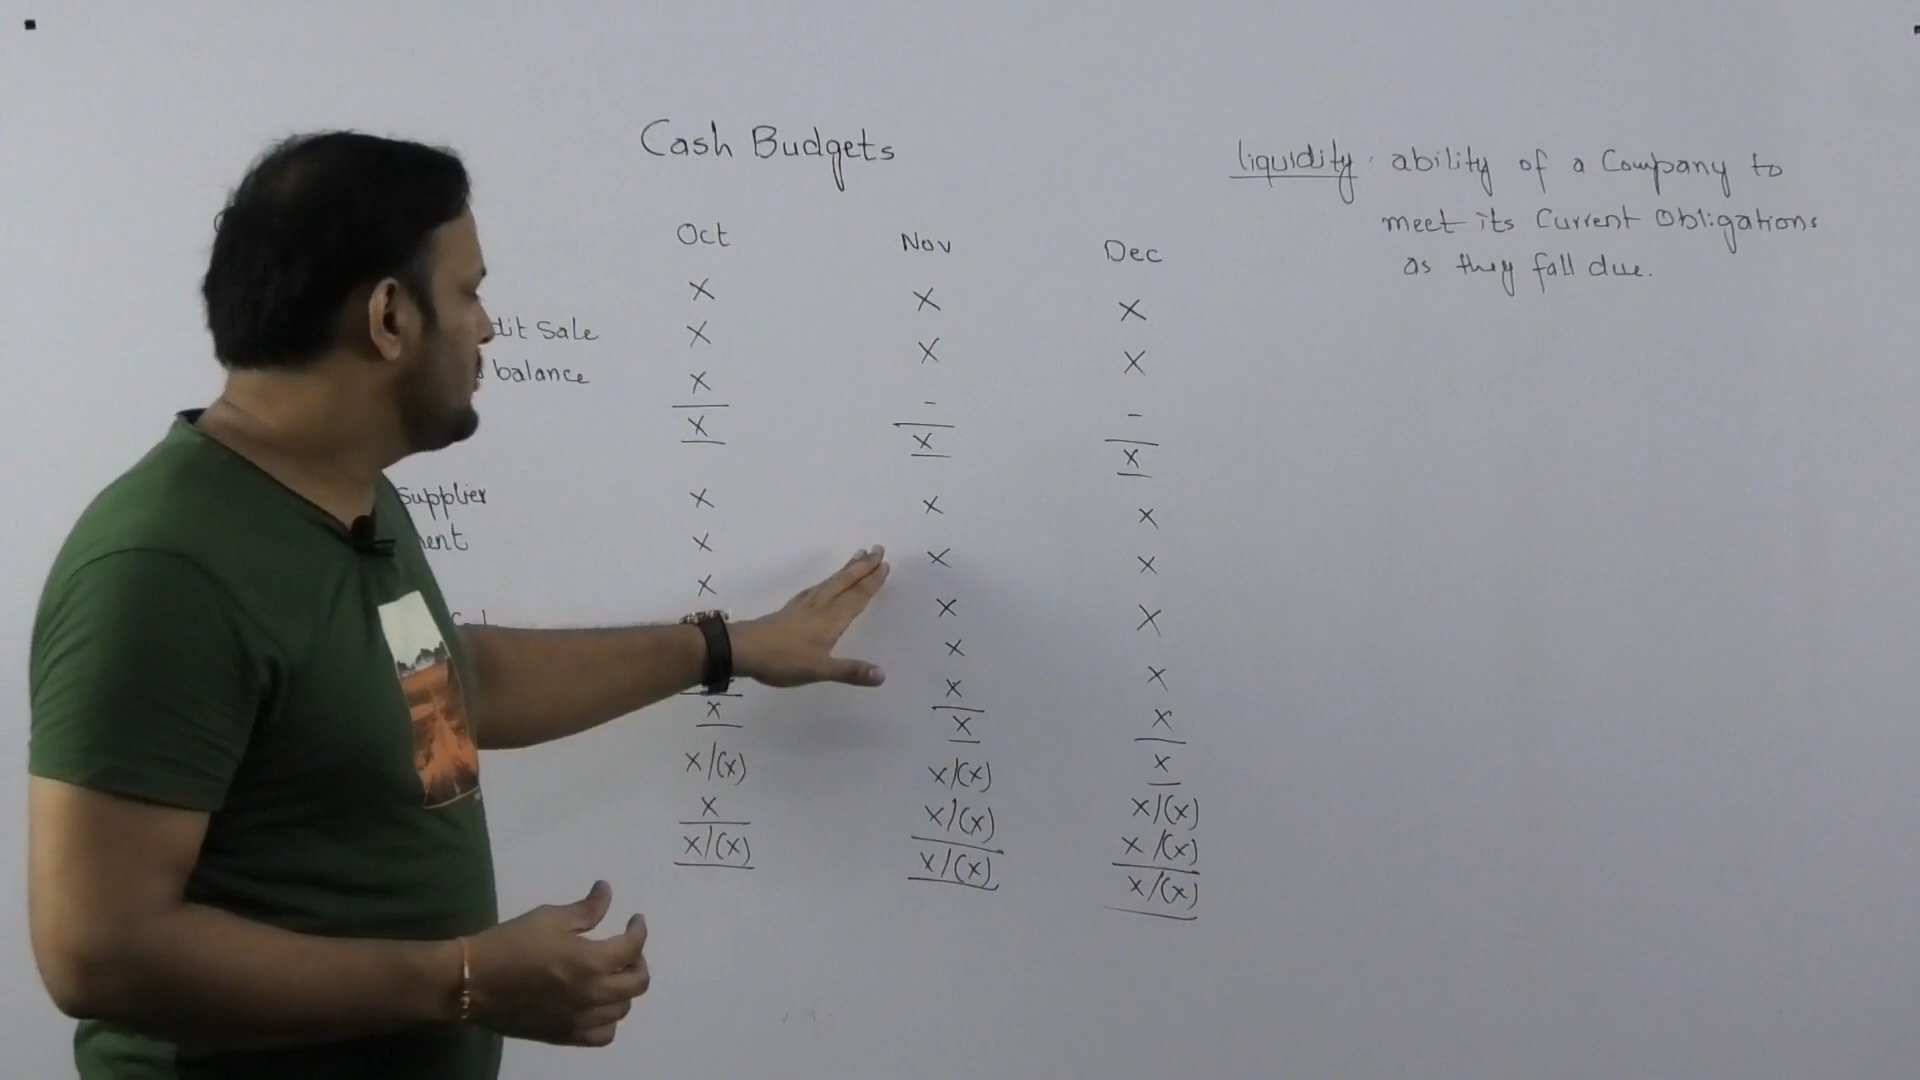 Cash Budgets
liquidity. ability of a Company to
meet its Current Obligations
as they fall due.
Oct Nov Dec
X X X
dit Sale X X X
balance X - -
X X X
Supplier X X X
ent X X X
X X X
X X
X X
X X X
X/(X) X/(X) X/(X)
X X/(X) X/(X)
X/(X) X/(X) X/(X)